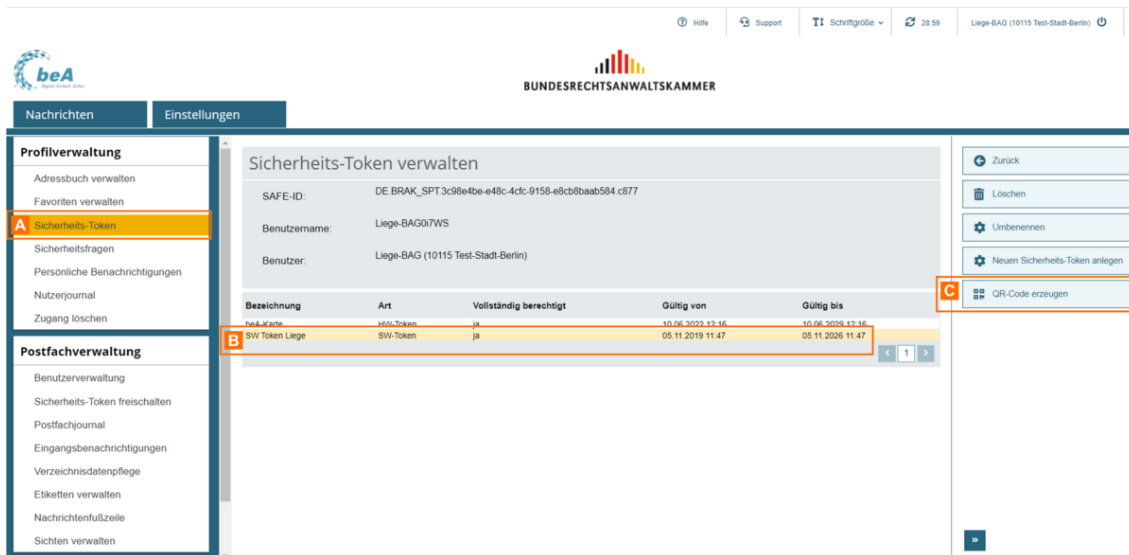 Hilfe Support Schriftgröße 28:59 Liege-BAG (10115 Test-Stadt-Berlin)
beA
Digital. Einfach. Sicher.
BUNDESRECHTSANWALTSKAMMER
Nachrichten Einstellungen
Profilverwaltung
Adressbuch verwalten
Favoriten verwalten
A Sicherheits-Token
Sicherheitsfragen
Persönliche Benachrichtigungen
Nutzerjournal
Zugang löschen
Postfachverwaltung
Benutzerverwaltung
Sicherheits-Token freischalten
Postfachjournal
Eingangsbenachrichtigungen
Verzeichnisdatenpflege
Etiketten verwalten
Nachrichtenfußzeile
Sichten verwalten
Sicherheits-Token verwalten
SAFE-ID: DE.BRAK_SPT.3c98e4be-e48c-4cfc-9158-e8cb8baab584.c877
Benutzername: Liege-BAG0i7WS
Benutzer: Liege-BAG (10115 Test-Stadt-Berlin)
Bezeichnung Art Vollständig berechtigt Gültig von Gültig bis
beA-Karte HW-Token ja 10.06.2022 12:16 10.06.2029 12:16
B SW Token Liege SW-Token ja 05.11.2019 11:47 05.11.2026 11:47
< 1 >
Zurück
Löschen
Umbenennen
Neuen Sicherheits-Token anlegen
C QR-Code erzeugen
»